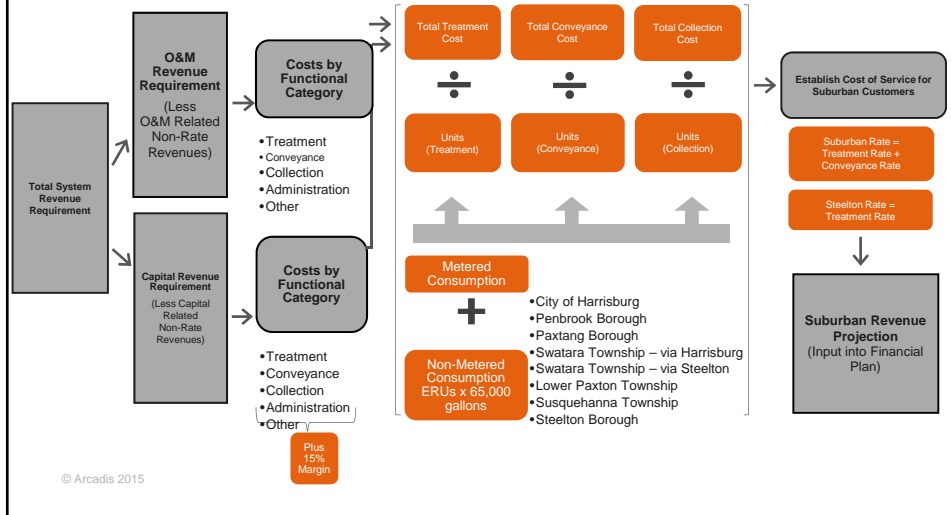 Total System
Revenue
Requirement
O&M
Revenue
Requirement
(Less
O&M Related
Non-Rate
Revenues)
Capital Revenue
Requirement
(Less Capital
Related
Non-Rate
Revenues)
Costs by
Functional
Category
•Treatment
•Conveyance
•Collection
•Administration
•Other
Costs by
Functional
Category
•Treatment
•Conveyance
•Collection
•Administration
•Other
Plus
15%
Margin
Total Treatment
Cost
Total Conveyance
Cost
Total Collection
Cost
÷ ÷ ÷
Units
(Treatment)
Units
(Conveyance)
Units
(Collection)
Metered
Consumption
+
Non-Metered
Consumption
ERUs x 65,000
gallons
•City of Harrisburg
•Penbrook Borough
•Paxtang Borough
•Swatara Township – via Harrisburg
•Swatara Township – via Steelton
•Lower Paxton Township
•Susquehanna Township
•Steelton Borough
Establish Cost of Service for
Suburban Customers
Suburban Rate =
Treatment Rate +
Conveyance Rate
Steelton Rate =
Treatment Rate
Suburban Revenue
Projection
(Input into Financial
Plan)
© Arcadis 2015